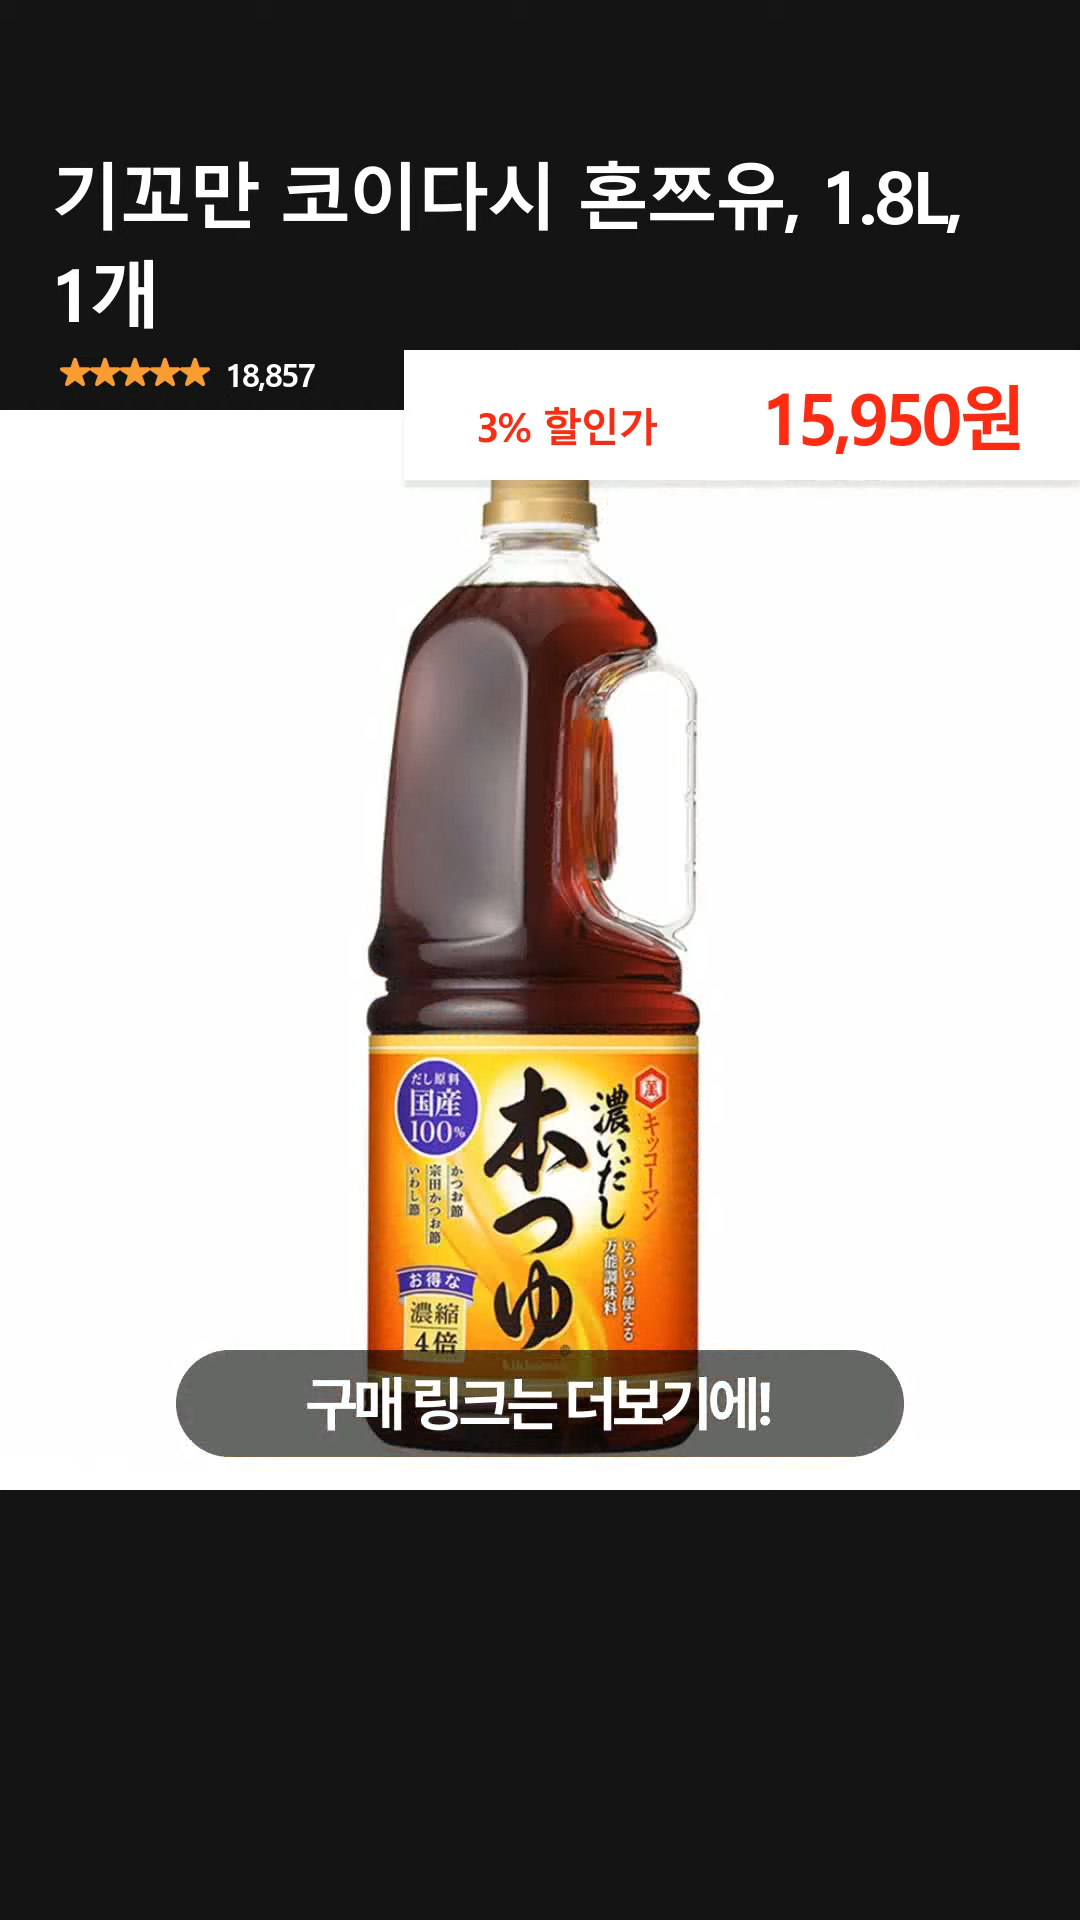 기꼬만 코이다시 혼쯔유, 1.8L,
1개
18,857
3% 할인가 15,950원
キッコーマン
濃いだし
本つゆ
いろいろ使える
万能調味料
だし原料
国産
100%
かつお節
宗田かつお節
いわし節
お得な
濃縮
4倍
구매 링크는 더보기에!